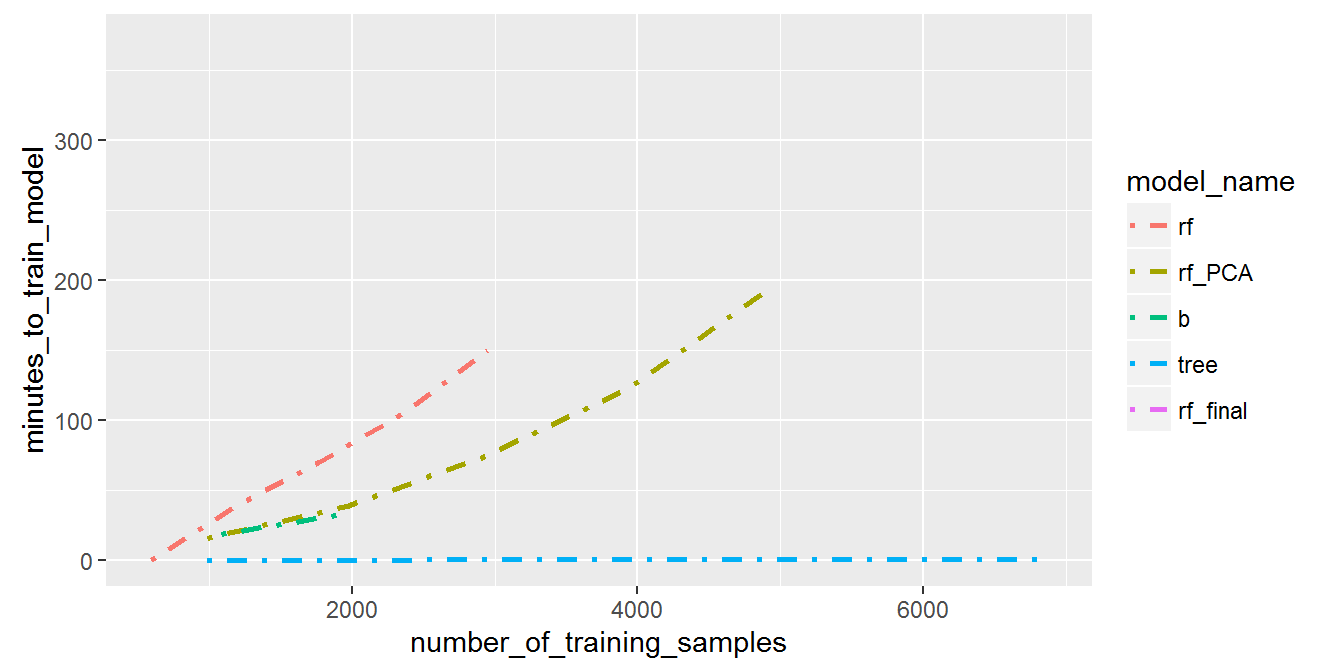 minutes_to_train_model
300
200
100
0
2000
4000
6000
number_of_training_samples
model_name
rf
rf_PCA
b
tree
rf_final